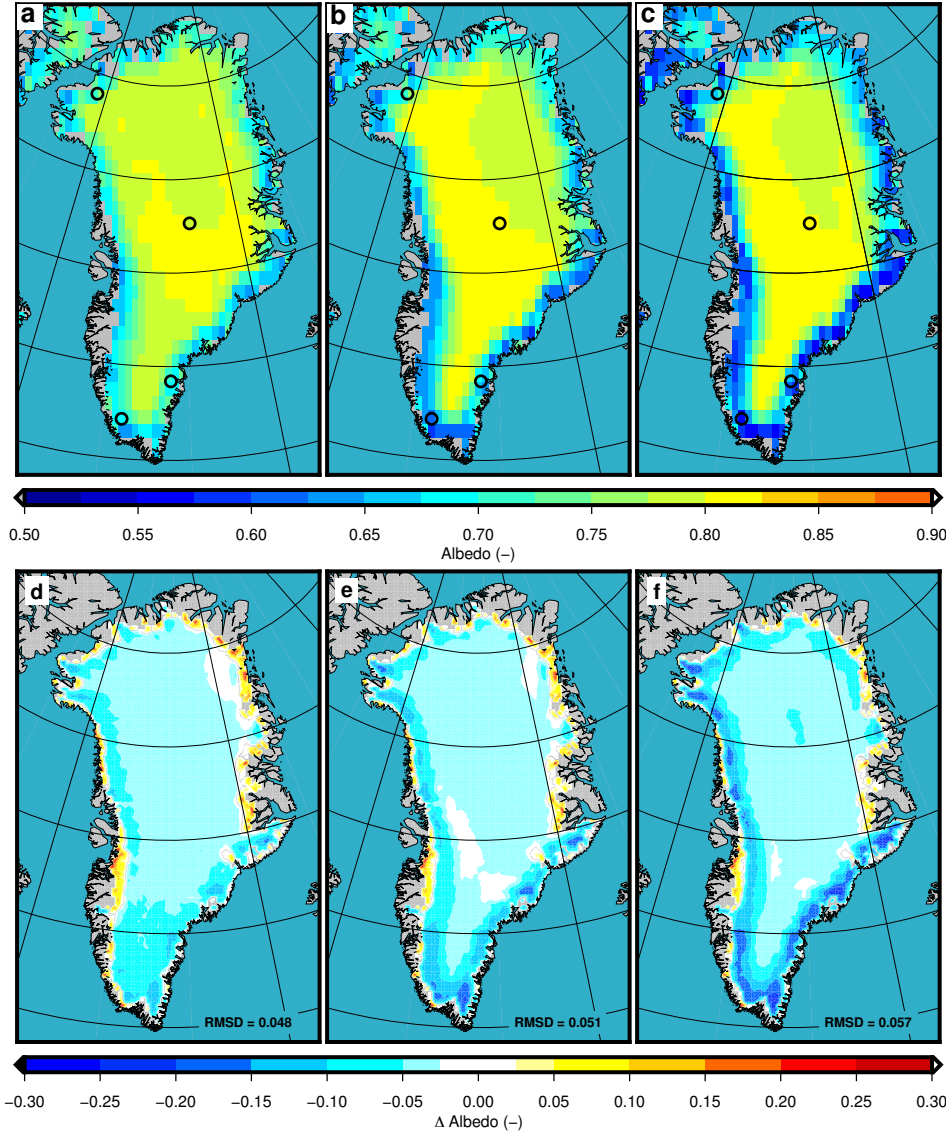 a b c
0.50 0.55 0.60 0.65 0.70 0.75 0.80 0.85 0.90
Albedo (−)
d e f
RMSD = 0.048 RMSD = 0.051 RMSD = 0.057
−0.30 −0.25 −0.20 −0.15 −0.10 −0.05 0.00 0.05 0.10 0.15 0.20 0.25 0.30
Δ Albedo (−)